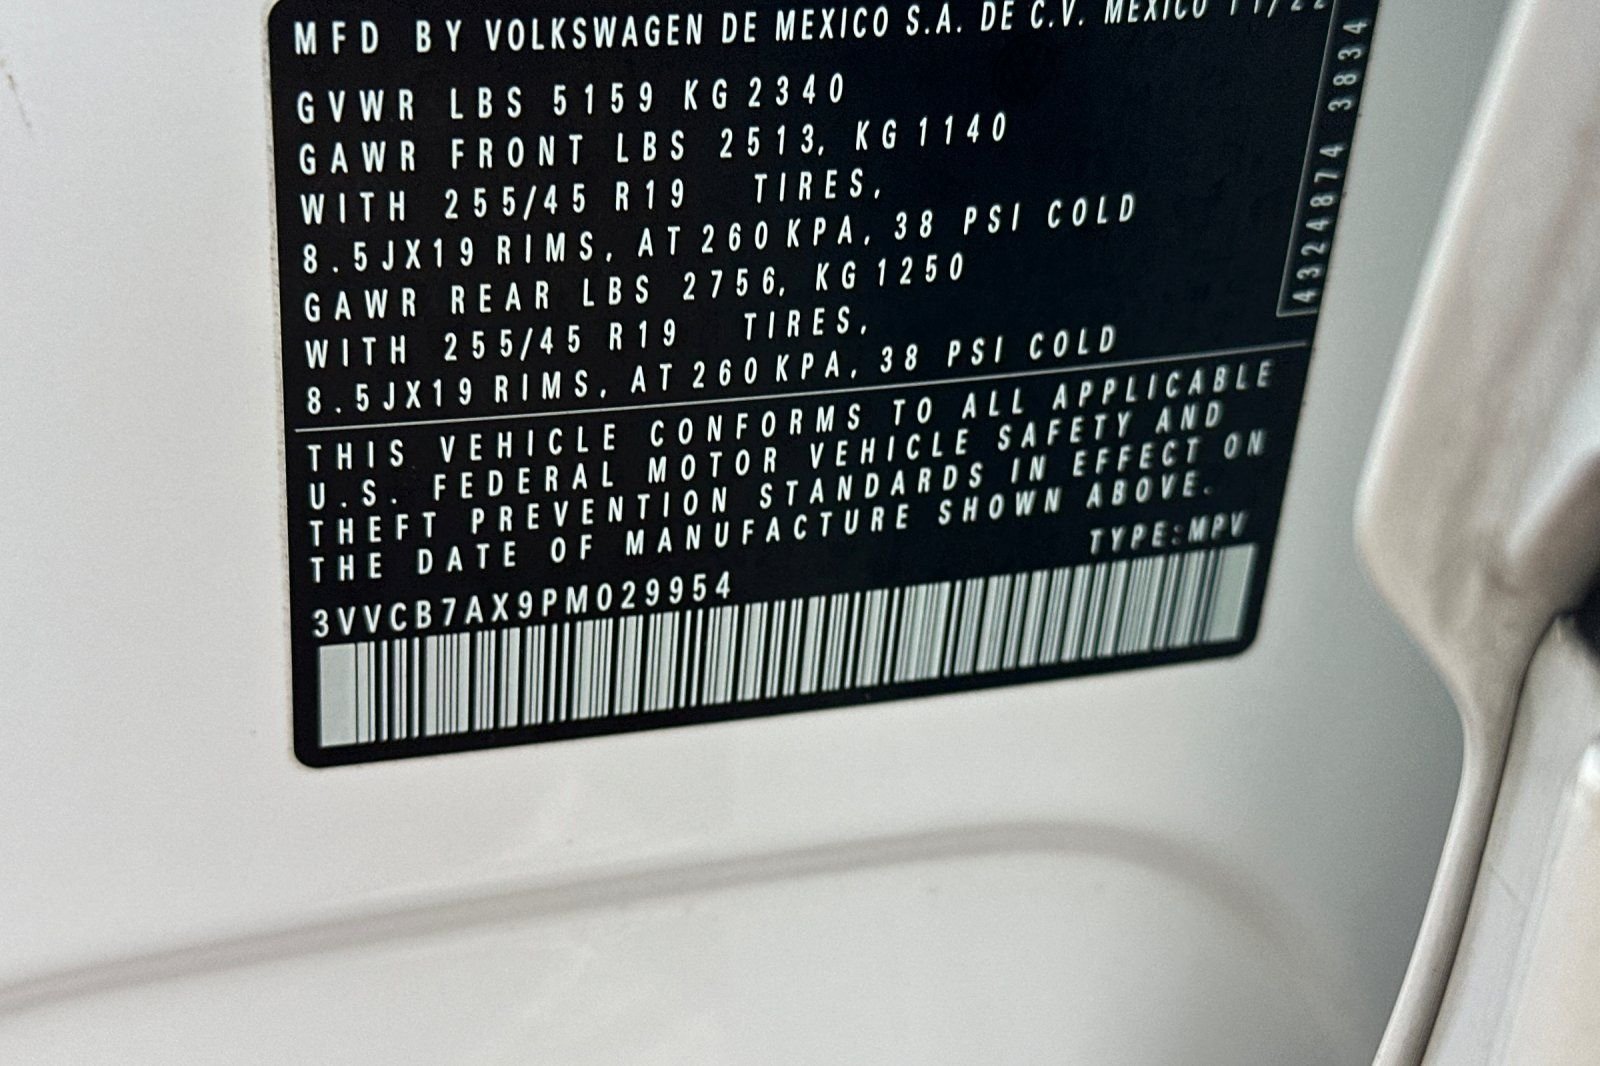 MFD BY VOLKSWAGEN DE MEXICO S.A. DE C.V. MEXICO 11/22
GVWR LBS 5159 KG 2340
GAWR FRONT LBS 2513, KG 1140
WITH 255/45 R19 TIRES,
8.5JX19 RIMS, AT 260 KPA, 38 PSI COLD
GAWR REAR LBS 2756, KG 1250
WITH 255/45 R19 TIRES,
8.5JX19 RIMS, AT 260 KPA, 38 PSI COLD
THIS VEHICLE CONFORMS TO ALL APPLICABLE
U.S. FEDERAL MOTOR VEHICLE SAFETY AND
THEFT PREVENTION STANDARDS IN EFFECT ON
THE DATE OF MANUFACTURE SHOWN ABOVE.
TYPE:MPV
3VVCB7AX9PM029954
4324874 3834